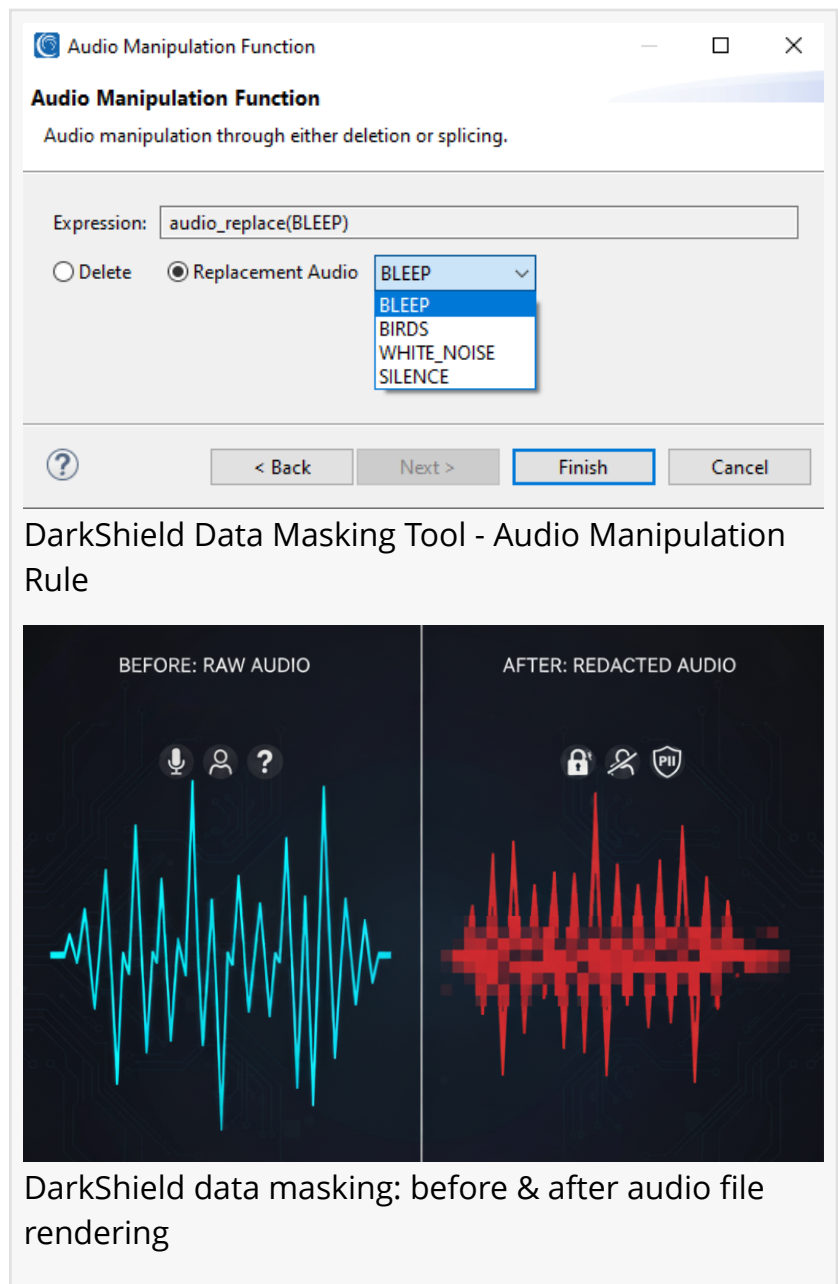 Audio Manipulation Function
Audio Manipulation Function
Audio manipulation through either deletion or splicing.
Expression: audio_replace(BLEEP)
Delete Replacement Audio BLEEP
BLEEP
BIRDS
WHITE_NOISE
SILENCE
? < Back Next > Finish Cancel
DarkShield Data Masking Tool - Audio Manipulation
Rule
BEFORE: RAW AUDIO
AFTER: REDACTED AUDIO
?
PII
DarkShield data masking: before & after audio file
rendering